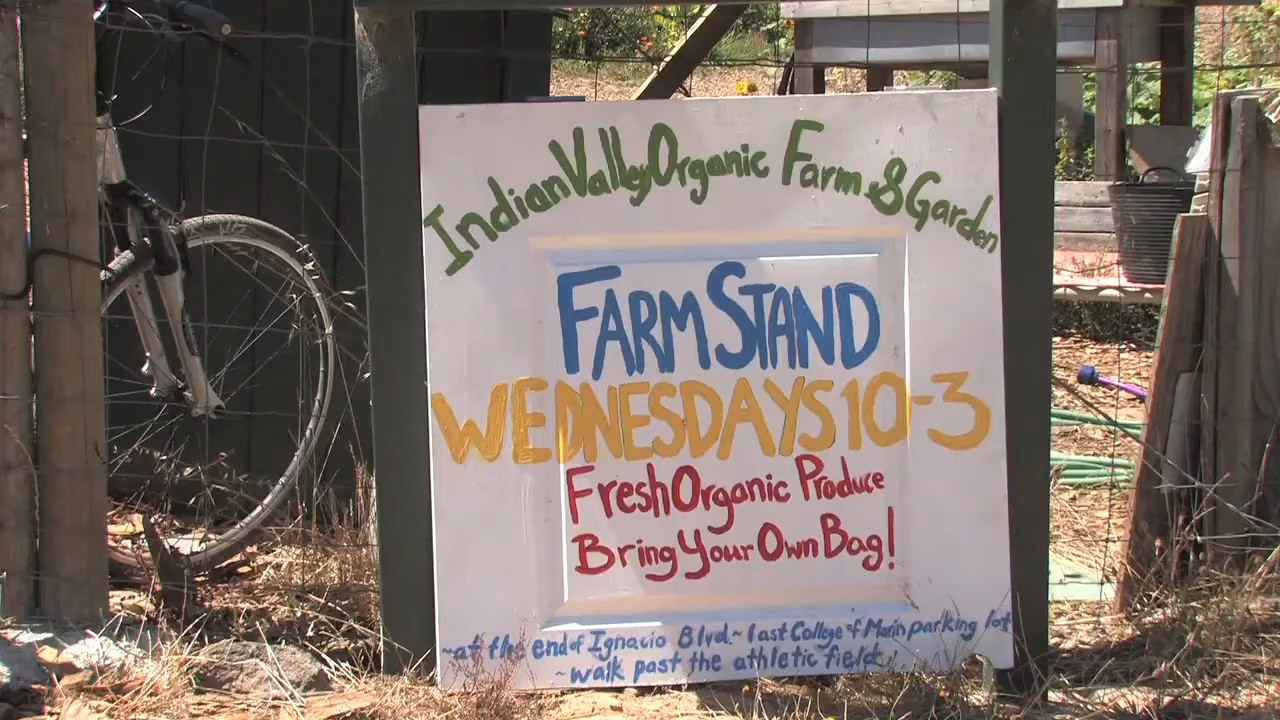 Indian Valley Organic Farm & Garden
FARM STAND
WEDNESDAYS 10-3
Fresh Organic Produce
Bring Your Own Bag!
~at the end of Ignacio Blvd.~last College of Marin parking lot
~walk past the athletic field